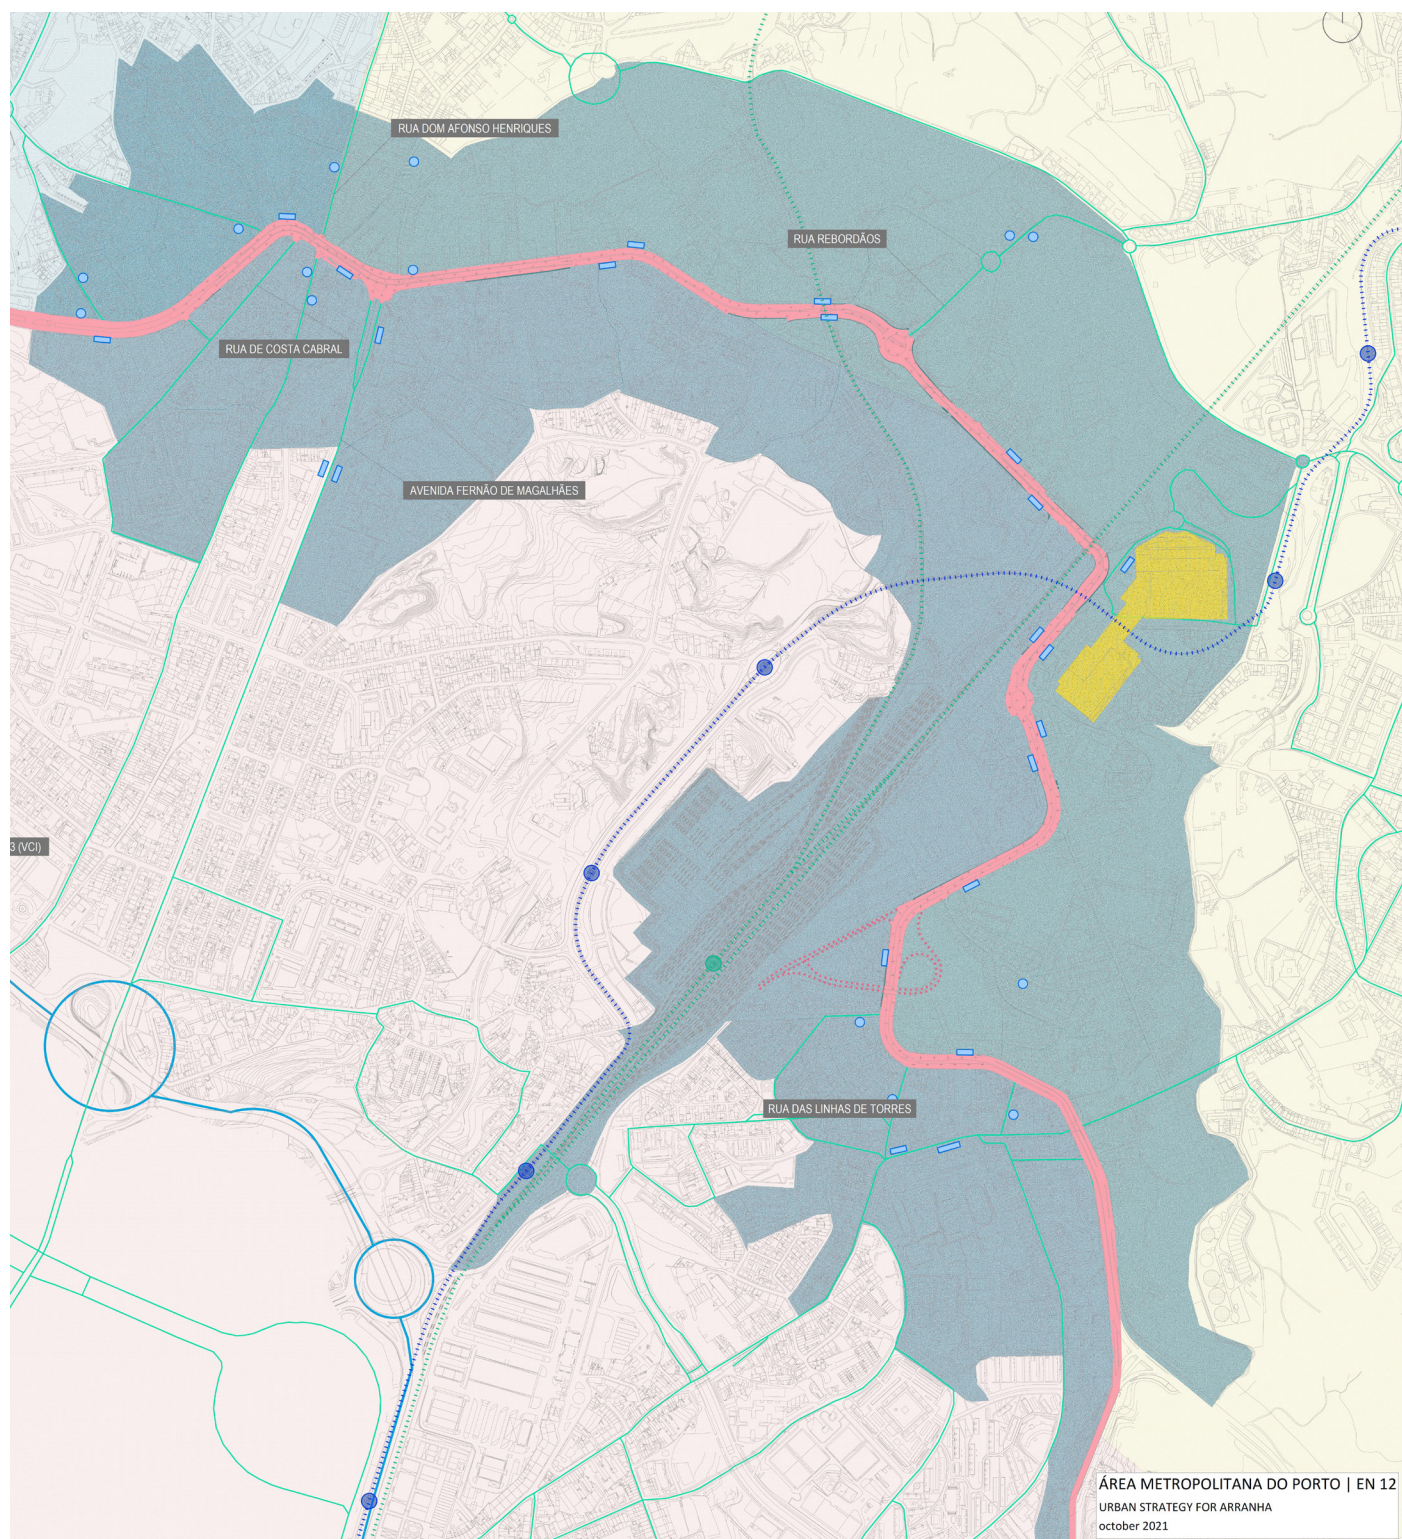 RUA DOM AFONSO HENRIQUES
RUA REBORDÃOS
RUA DE COSTA CABRAL
AVENIDA FERNÃO DE MAGALHÃES
3 (VCI)
RUA DAS LINHAS DE TORRES
ÁREA METROPOLITANA DO PORTO | EN 12
URBAN STRATEGY FOR ARRANHA
october 2021